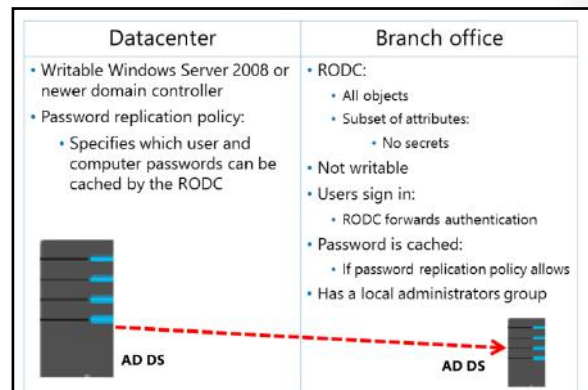 Datacenter
• Writable Windows Server 2008 or
newer domain controller
• Password replication policy:
• Specifies which user and
computer passwords can be
cached by the RODC
AD DS
Branch office
• RODC:
• All objects
• Subset of attributes:
• No secrets
• Not writable
• Users sign in:
• RODC forwards authentication
• Password is cached:
• If password replication policy allows
• Has a local administrators group
AD DS